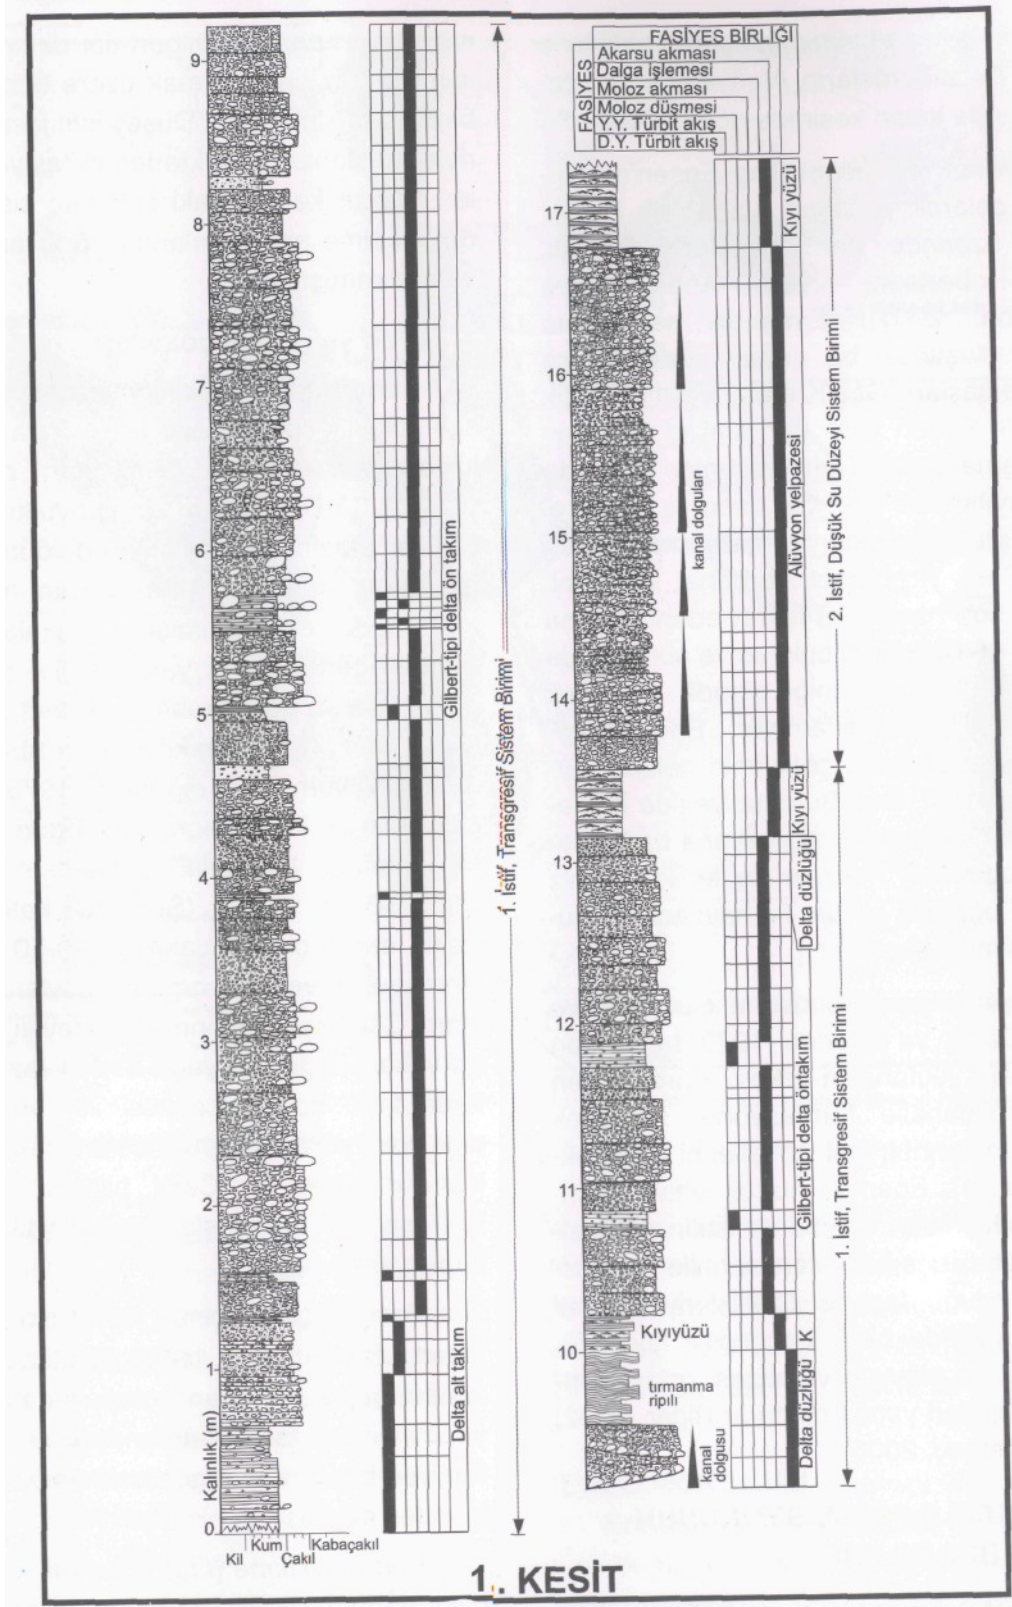 FASİYES BİRLİĞİ
FASİYES
Akarsu akması
Dalga işlemesi
Moloz akması
Moloz düşmesi
Y.Y. Türbit akış
D.Y. Türbit akış
9
8
7
6
5
4
3
2
1
0
Kalınlık (m)
Kil
Kum
Çakıl
Kabaçakıl
Gilbert-tipi delta ön takım
Delta alt takım
1. İstif, Transgresif Sistem Birimi
17
16
15
14
13
12
11
10
kanal dolguları
Kıyı yüzü
Alüvyon yelpazesi
Kıyı yüzü
Delta düzlüğü
Gilbert-tipi delta öntakım
K
Delta düzlüğü
Kıyıyüzü
tırmanma
ripılı
kanal
dolgusu
2. İstif, Düşük Su Düzeyi Sistem Birimi
1. İstif, Transgresif Sistem Birimi
1. KESİT